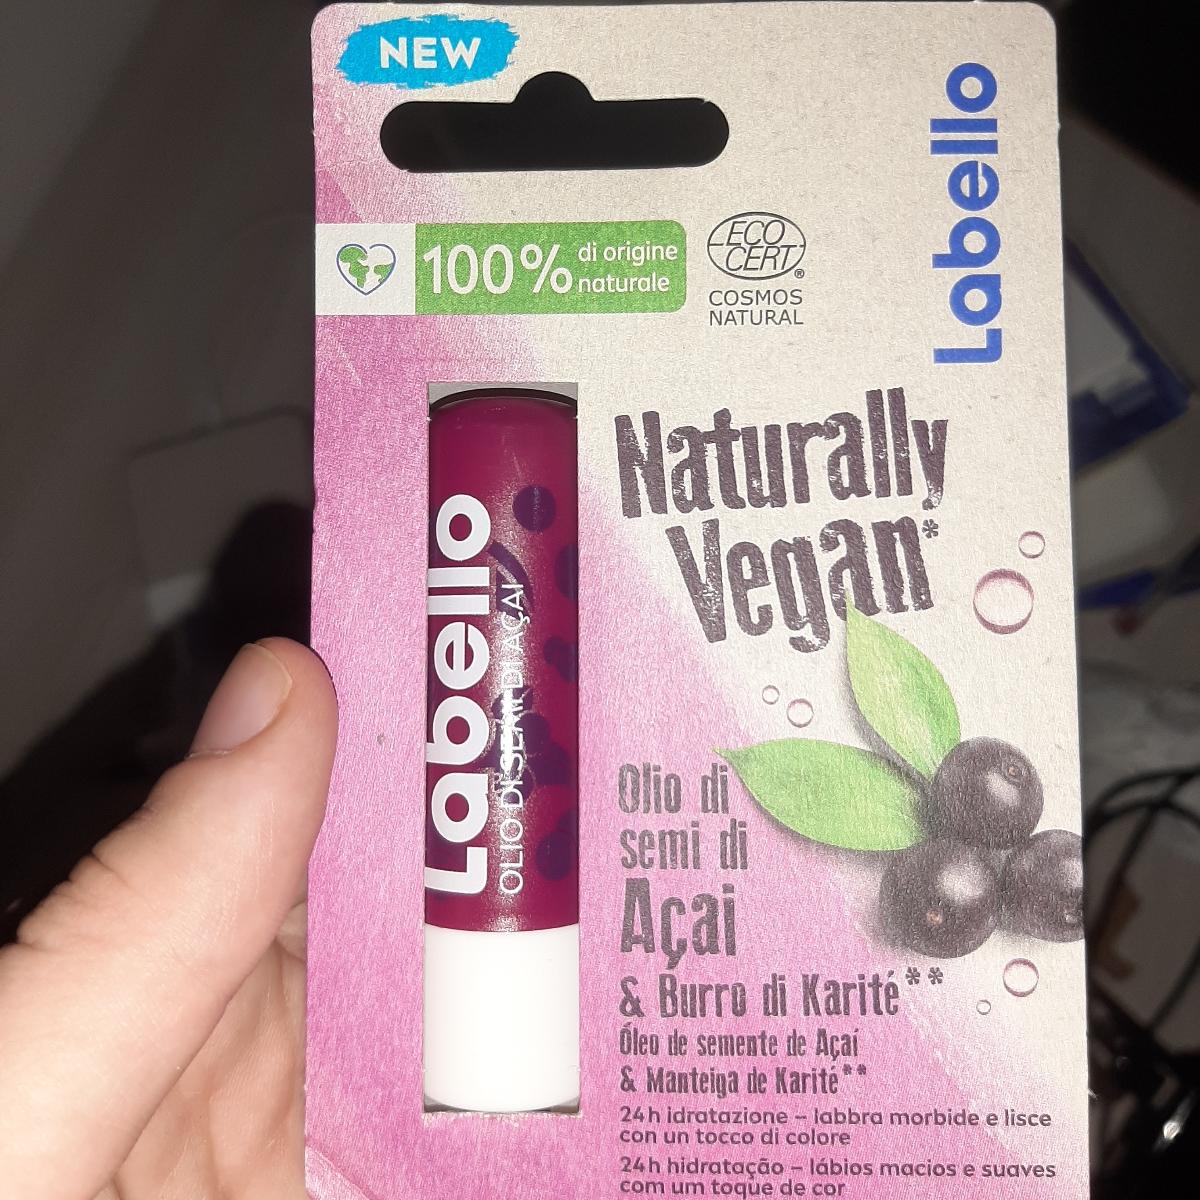 NEW
Labello
100% di origine
naturale
ECO
CERT®
COSMOS
NATURAL
Naturally
Vegan*
Labello
OLIO DI SEMI DI AÇAI
Olio di
semi di
Açai
& Burro di Karité**
Óleo de semente de Açaí
& Manteiga de Karité**
24h idratazione – labbra morbide e lisce
con un tocco di colore
24h hidratação – lábios macios e suaves
com um toque de cor